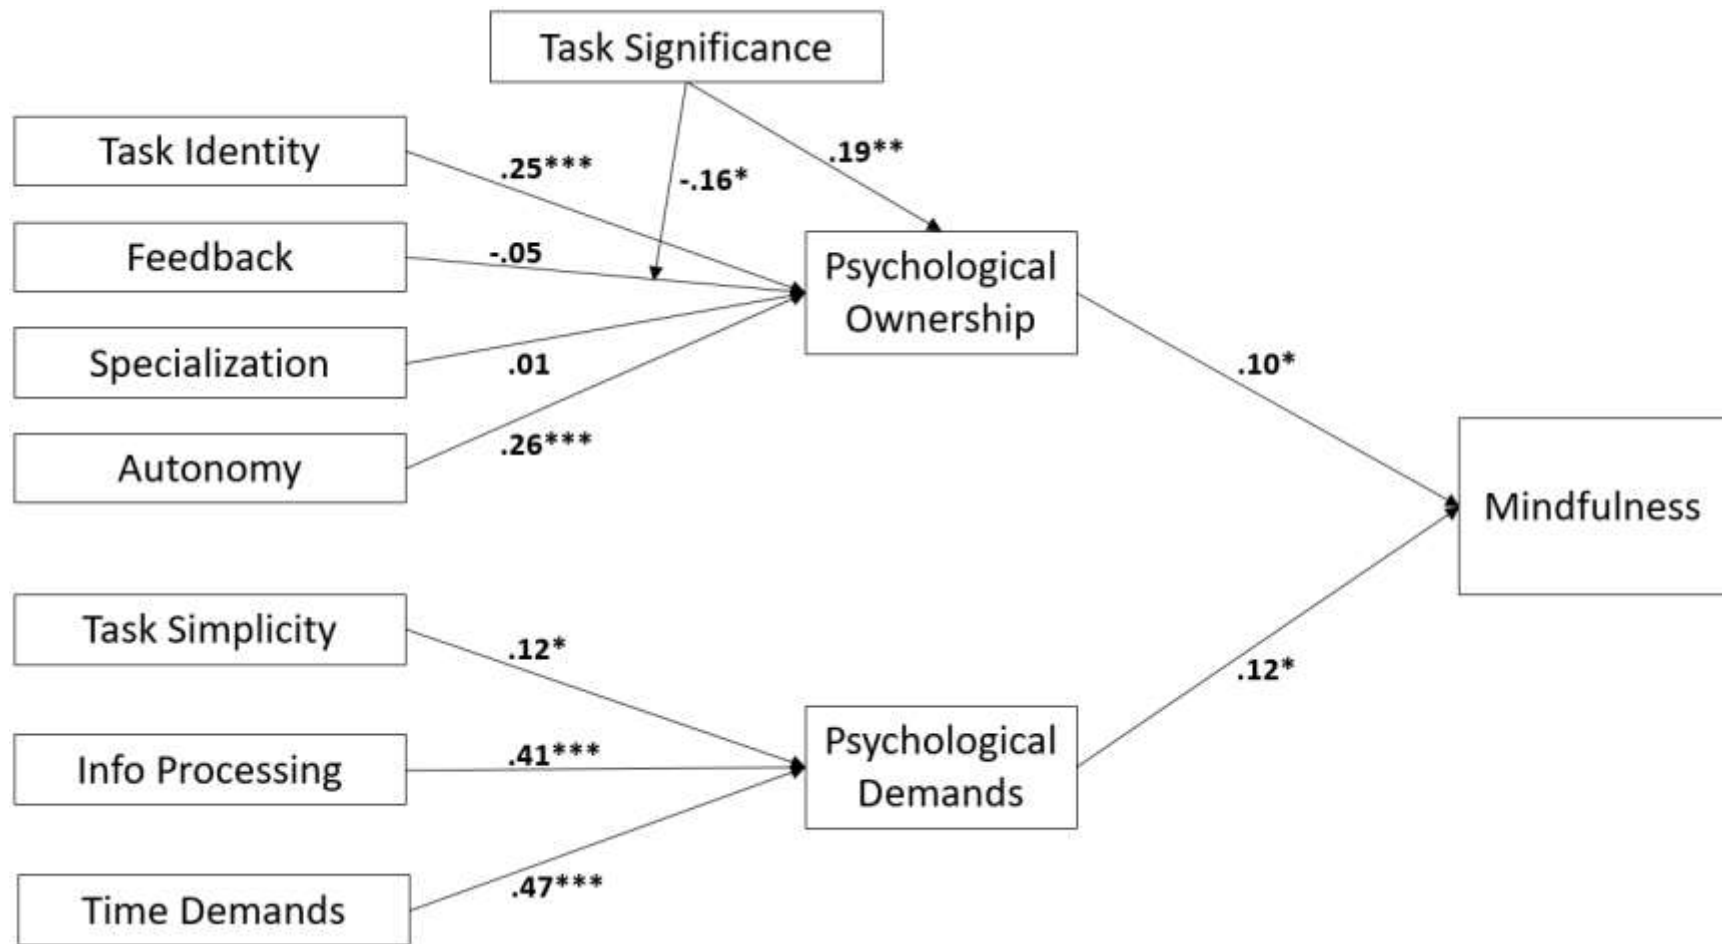 Task Significance
Task Identity
.25***
-.16*
.19**
Feedback
-.05
Psychological
Ownership
Specialization
.01
.10*
Autonomy
.26***
Mindfulness
Task Simplicity
.12*
.12*
Info Processing
.41***
Psychological
Demands
Time Demands
.47***